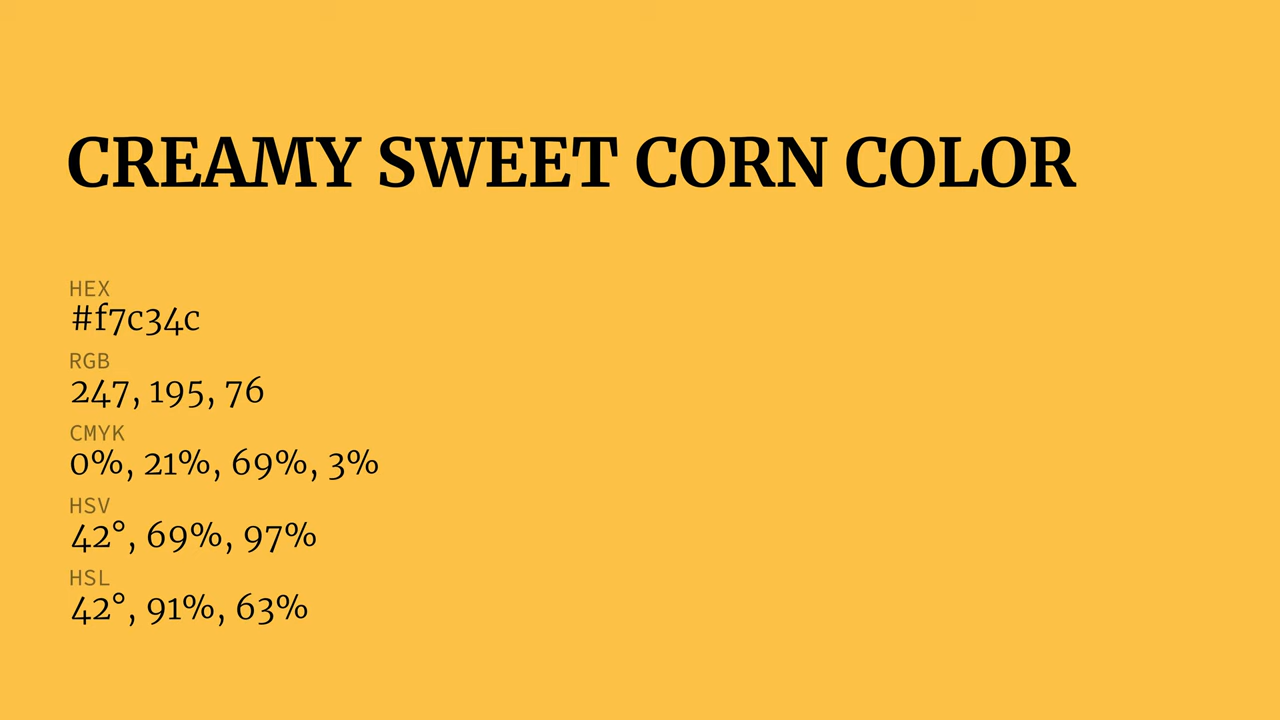 CREAMY SWEET CORN COLOR
HEX
#f7c34c
RGB
247, 195, 76
CMYK
0%, 21%, 69%, 3%
HSV
42°, 69%, 97%
HSL
42°, 91%, 63%